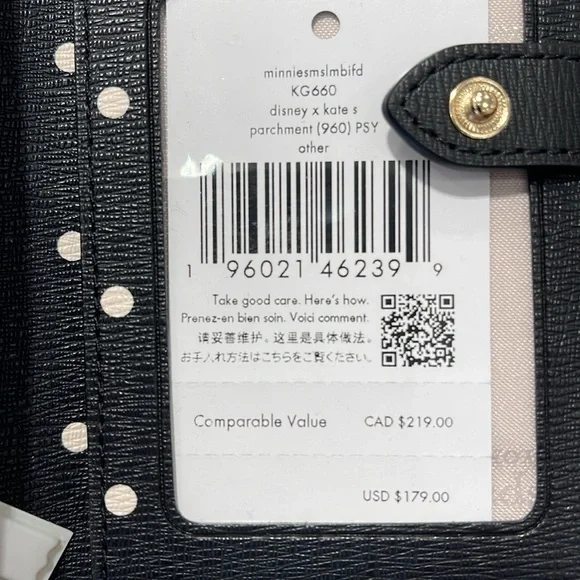 minniesmslmbifd
KG660
disney x kate s
parchment (960) PSY
other
1 96021 46239 9
Take good care. Here's how.
Prenez-en bien soin. Voici comment.
请妥善维护。这里是具体做法。
お手入れ方法はこちらをご覧ください。
Comparable Value CAD $219.00
USD $179.00